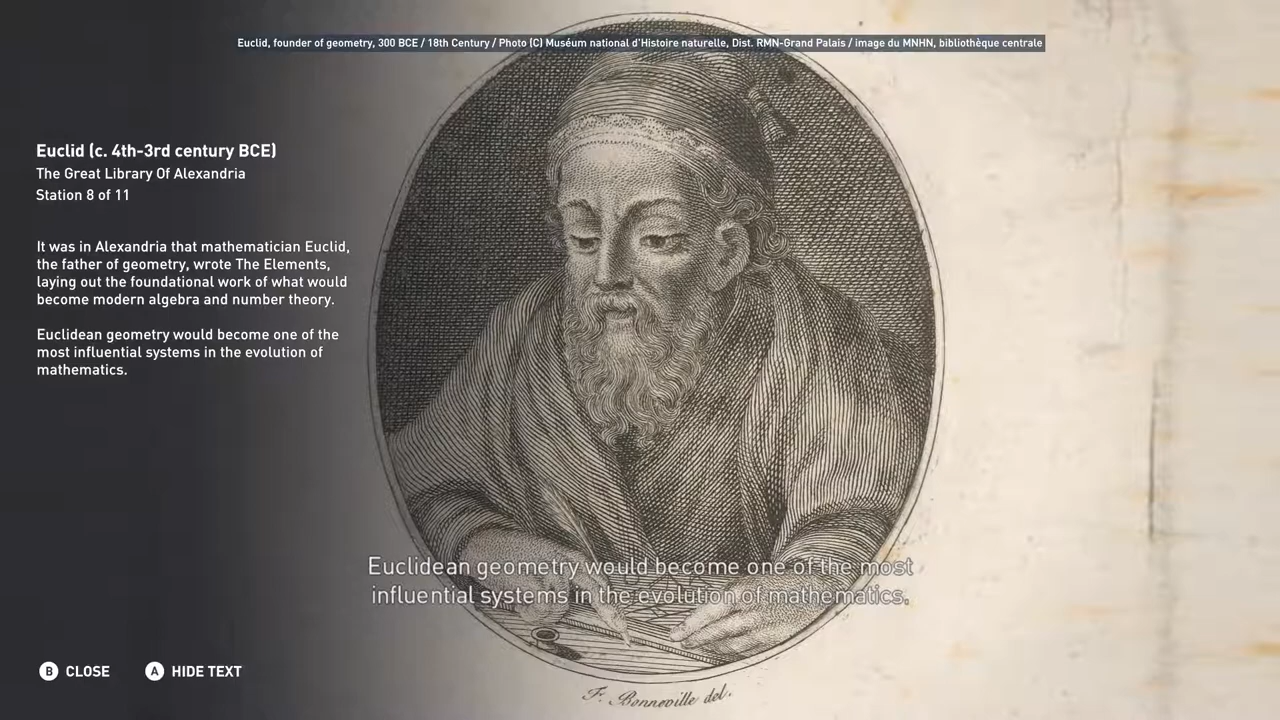 Euclid, founder of geometry, 300 BCE / 18th Century / Photo (C) Muséum national d'Histoire naturelle, Dist. RMN-Grand Palais / image du MNHN, bibliothèque centrale
Euclid (c. 4th-3rd century BCE)
The Great Library Of Alexandria
Station 8 of 11
It was in Alexandria that mathematician Euclid,
the father of geometry, wrote The Elements,
laying out the foundational work of what would
become modern algebra and number theory.
Euclidean geometry would become one of the
most influential systems in the evolution of
mathematics.
Euclidean geometry would become one of the most
influential systems in the evolution of mathematics.
B CLOSE A HIDE TEXT
F. Bonneville del.